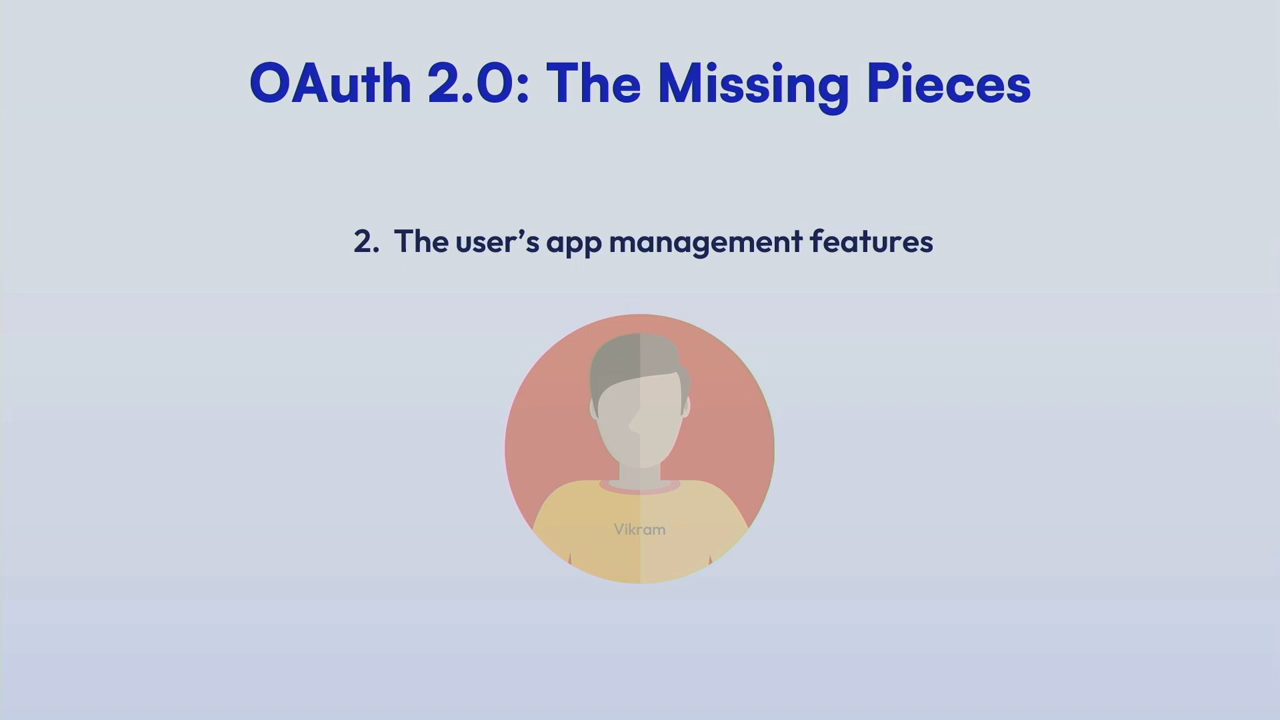 OAuth 2.0: The Missing Pieces
2. The user’s app management features
Vikram